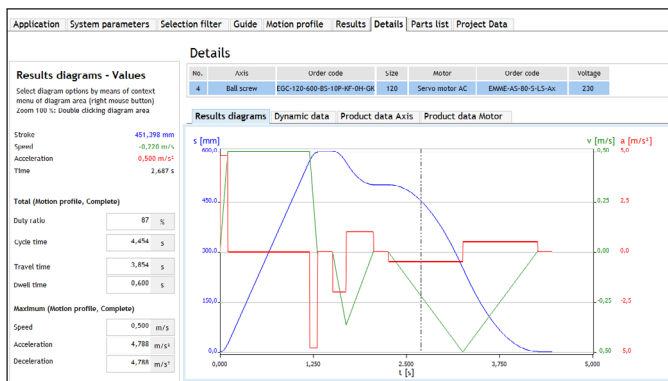 Application System parameters Selection filter Guide Motion profile Results Details Parts list Project Data
Details
Results diagrams - Values
Select diagram options by means of context
menu of diagram area (right mouse button)
Zoom 100 %: Double clicking diagram area
Stroke 451,398 mm
Speed -0,220 m/s
Acceleration 0,500 m/s²
Time 2,687 s
Total (Motion profile, Complete)
Duty ratio 87 %
Cycle time 4,454 s
Travel time 3,854 s
Dwell time 0,600 s
Maximum (Motion profile, Complete)
Speed 0,500 m/s
Acceleration 4,788 m/s²
Deceleration 4,788 m/s²
No. Axis Order code Size Motor Order code Voltage
4 Ball screw EGC-120-600-BS-10P-KF-0H-GK 120 Servo motor AC EMME-AS-80-S-LS-Ax 230
Results diagrams Dynamic data Product data Axis Product data Motor
s [mm] v [m/s] a [m/s²]
600,0 0,50 5,0
450,0 0,25 2,5
300,0 0,00 0,0
150,0 -0,25 -2,5
0,0 -0,50 -5,0
0,000 1,250 2,500 3,750 5,000
t [s]